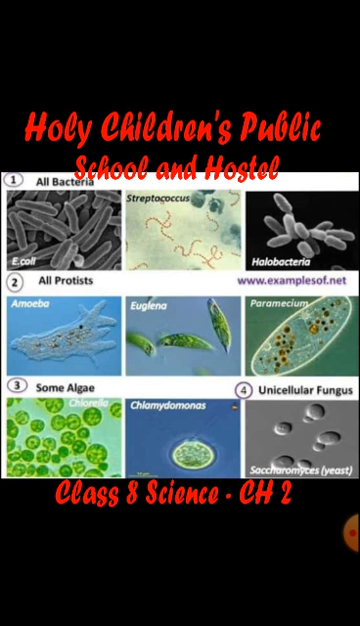 Holy Children's Public
School and Hostel
1 All Bacteria
E.coli
Streptococcus
Halobacteria
2 All Protists
www.examplesof.net
Amoeba
Euglena
Paramecium
3 Some Algae
4 Unicellular Fungus
Chlorella
Chlamydomonas
Saccharomyces (yeast)
Class 8 Science - CH 2